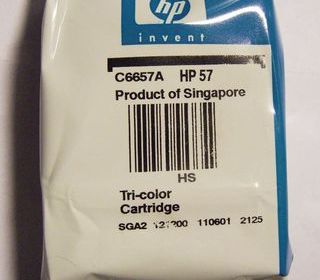 hp
invent
C6657A HP 57
Product of Singapore
HS
Tri-color
Cartridge
SGA2 121200 110601 2125